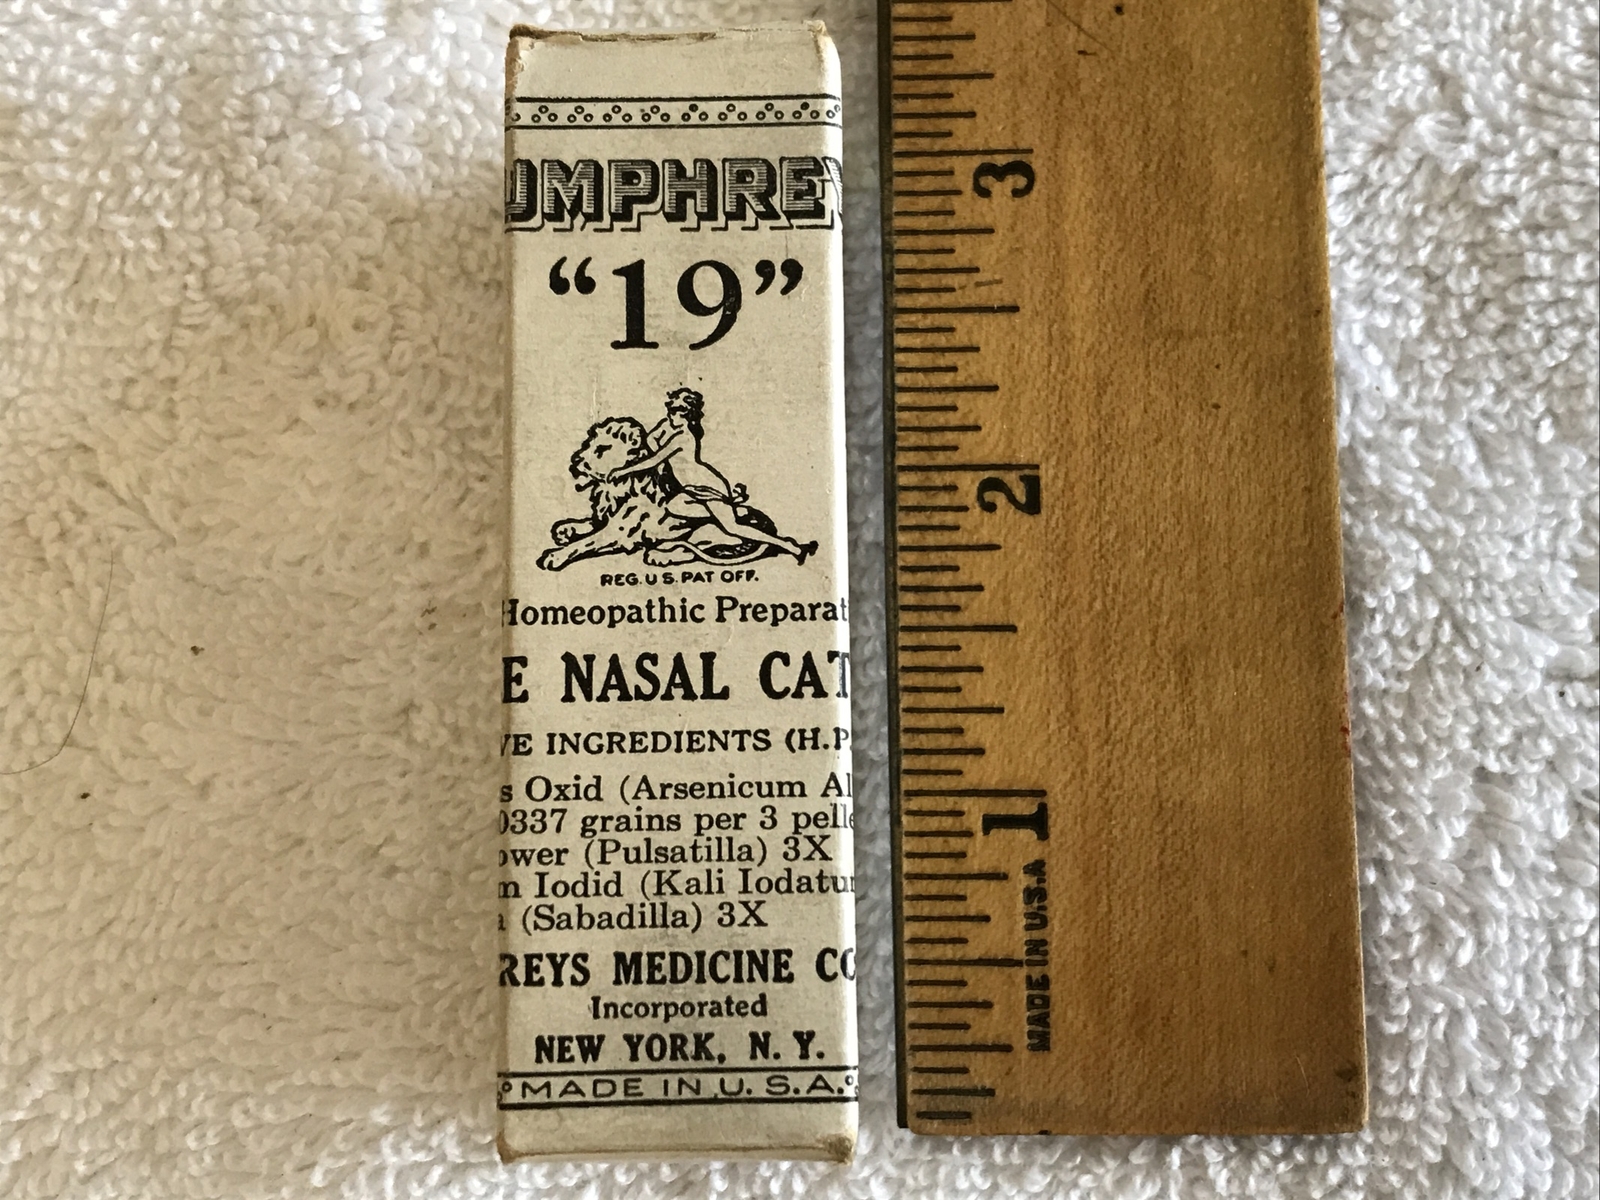 UMPHREY
“19”
REG. U S. PAT OFF.
Homeopathic Preparat
E NASAL CAT
VE INGREDIENTS (H.P.
s Oxid (Arsenicum Al
0337 grains per 3 pelle
ower (Pulsatilla) 3X
m Iodid (Kali Iodatu
a (Sabadilla) 3X
REYS MEDICINE CO
Incorporated
NEW YORK, N. Y.
MADE IN U. S. A.
3
2
1
MADE IN U.S.A